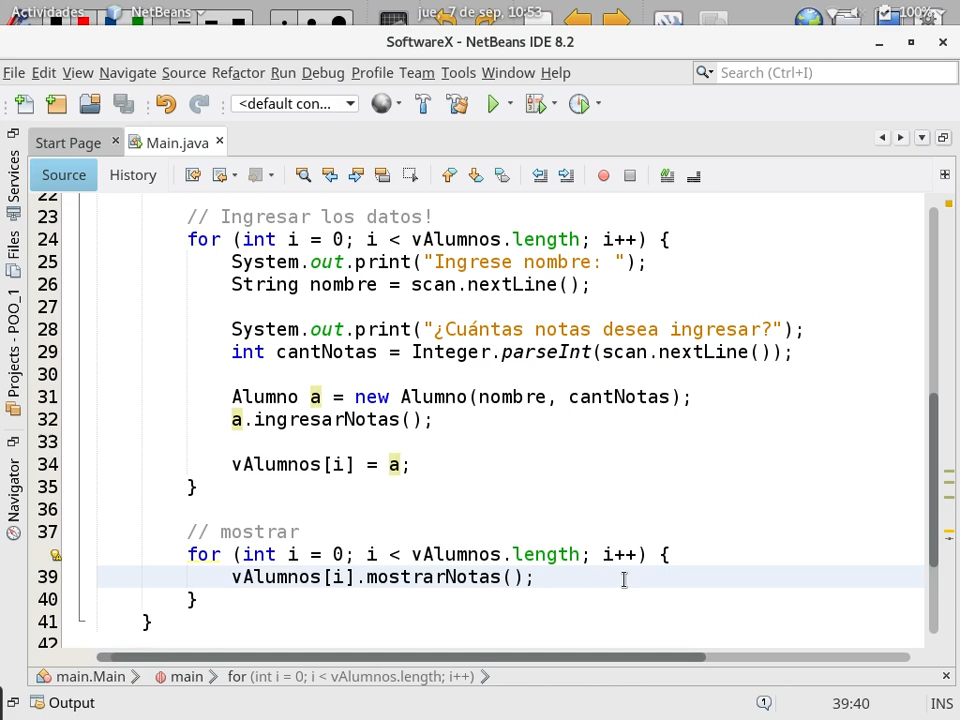 Actividades NetBeans jue, 7 de sep, 10:53 100%
SoftwareX - NetBeans IDE 8.2
File Edit View Navigate Source Refactor Run Debug Profile Team Tools Window Help
Search (Ctrl+I)
<default con...
Start Page
Main.java
Source History
Services
Files
Projects - POO_1
Navigator
22
23 // Ingresar los datos!
24 for (int i = 0; i < vAlumnos.length; i++) {
25 System.out.print("Ingrese nombre: ");
26 String nombre = scan.nextLine();
27
28 System.out.print("¿Cuántas notas desea ingresar?");
29 int cantNotas = Integer.parseInt(scan.nextLine());
30
31 Alumno a = new Alumno(nombre, cantNotas);
32 a.ingresarNotas();
33
34 vAlumnos[i] = a;
35 }
36
37 // mostrar
for (int i = 0; i < vAlumnos.length; i++) {
39 vAlumnos[i].mostrarNotas();
40 }
41 }
42
main.Main main for (int i = 0; i < vAlumnos.length; i++)
Output 1 39:40 INS